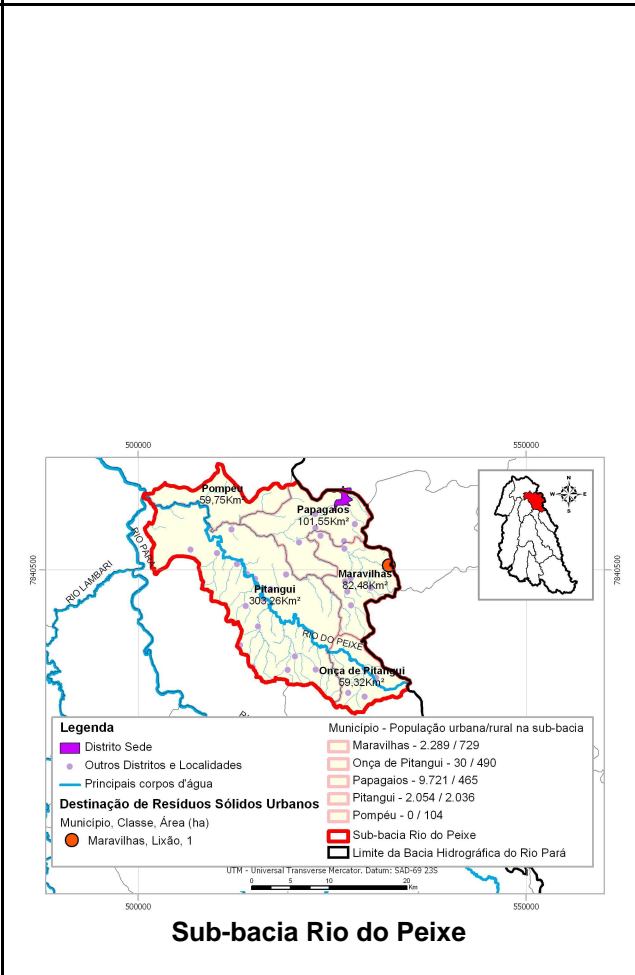 500000
550000
N
W E
S
Pompéu
59,75Km²
Papagaios
101,55Km²
RIO PARÁ
7840500
7840500
RIO LAMBARI
Maravilhas
82,48Km²
Pitangui
303,26Km²
RIO DO PEIXE
Onça de Pitangui
59,32Km²
Legenda
Distrito Sede
Outros Distritos e Localidades
Principais corpos d'água
Destinação de Resíduos Sólidos Urbanos
Municipio, Classe, Área (ha)
Maravilhas, Lixão, 1
Município - População urbana/rural na sub-bacia
Maravilhas - 2.289 / 729
Onça de Pitangui - 30 / 490
Papagaios - 9.721 / 465
Pitangui - 2.054 / 2.036
Pompéu - 0 / 104
Sub-bacia Rio do Peixe
Limite da Bacia Hidrográfica do Rio Pará
UTM - Universal Transverse Mercator. Datum: SAD-69 23S
0 5 10 20
Km
500000
550000
Sub-bacia Rio do Peixe